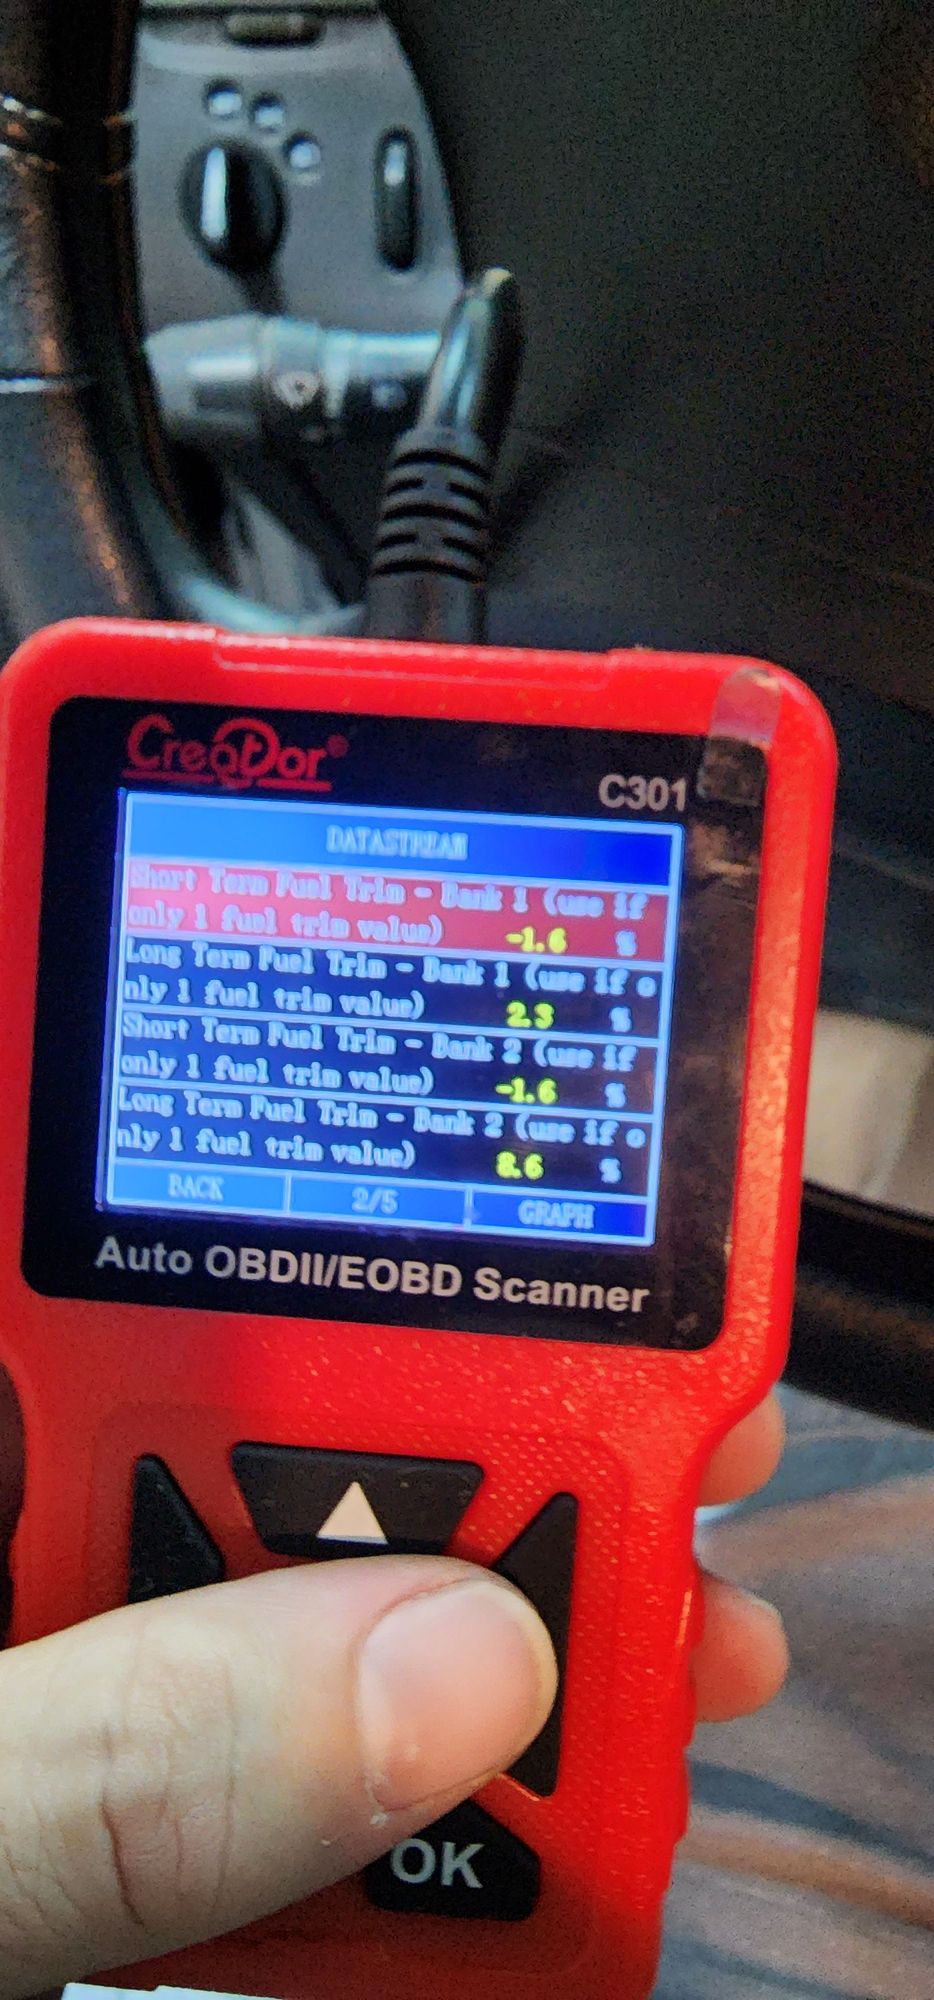 CreatDor®
C301
DATASTREAM
Short Term Fuel Trim - Bank 1 (use if
only 1 fuel trim value) -1.6 %
Long Term Fuel Trim - Bank 1 (use if o
nly 1 fuel trim value) 2.3 %
Short Term Fuel Trim - Bank 2 (use if
only 1 fuel trim value) -1.6 %
Long Term Fuel Trim - Bank 2 (use if o
nly 1 fuel trim value) 8.6 %
BACK 2/5 GRAPH
Auto OBDII/EOBD Scanner
OK